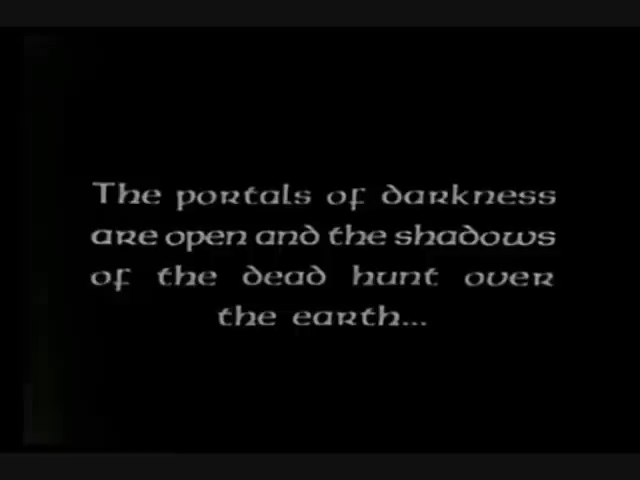 The portals of darkness
are open and the shadows
of the dead hunt over
the earth...